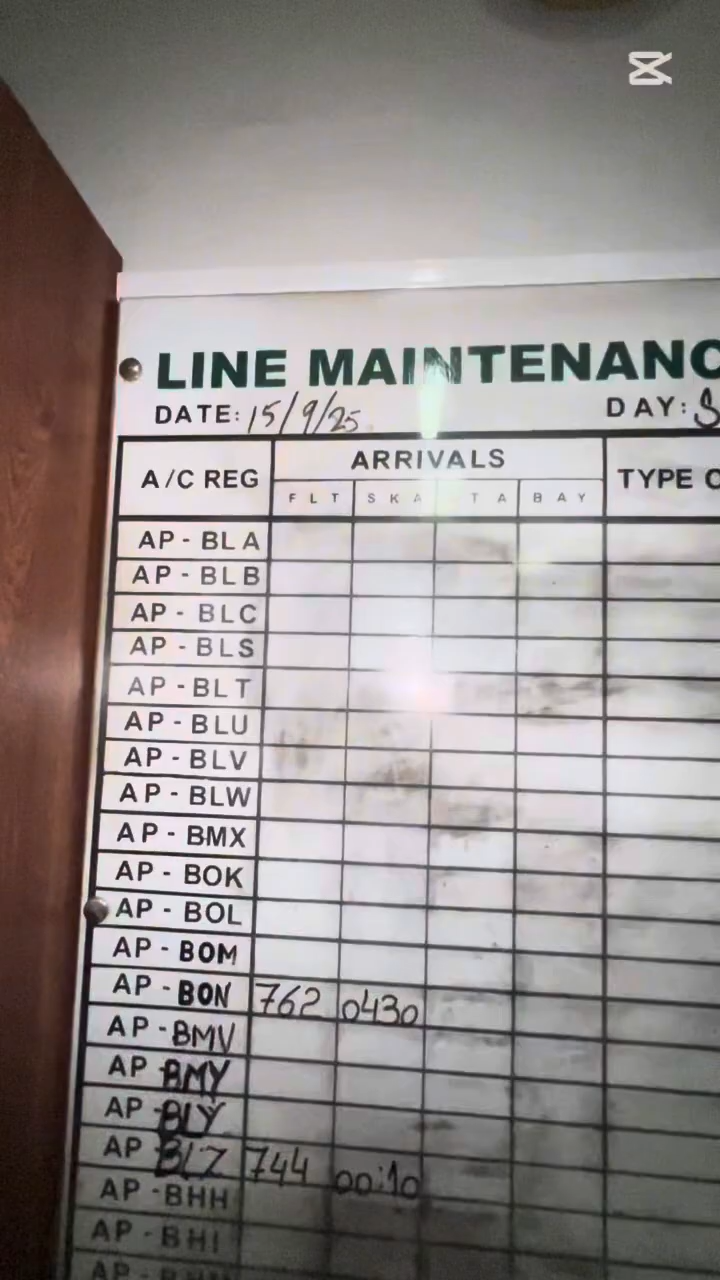 LINE MAINTENANC
DATE: 15/9/25 DAY: S
A/C REG ARRIVALS TYPE O
FLT SKA TA BAY
AP - BLA
AP - BLB
AP - BLC
AP - BLS
AP - BLT
AP - BLU
AP - BLV
AP - BLW
AP - BMX
AP - BOK
AP - BOL
AP - BOM
AP - BON 762 0430
AP - BMV
AP BMY
AP - BLY
AP BLZ 744 00:10
AP - BHH
AP - BHI